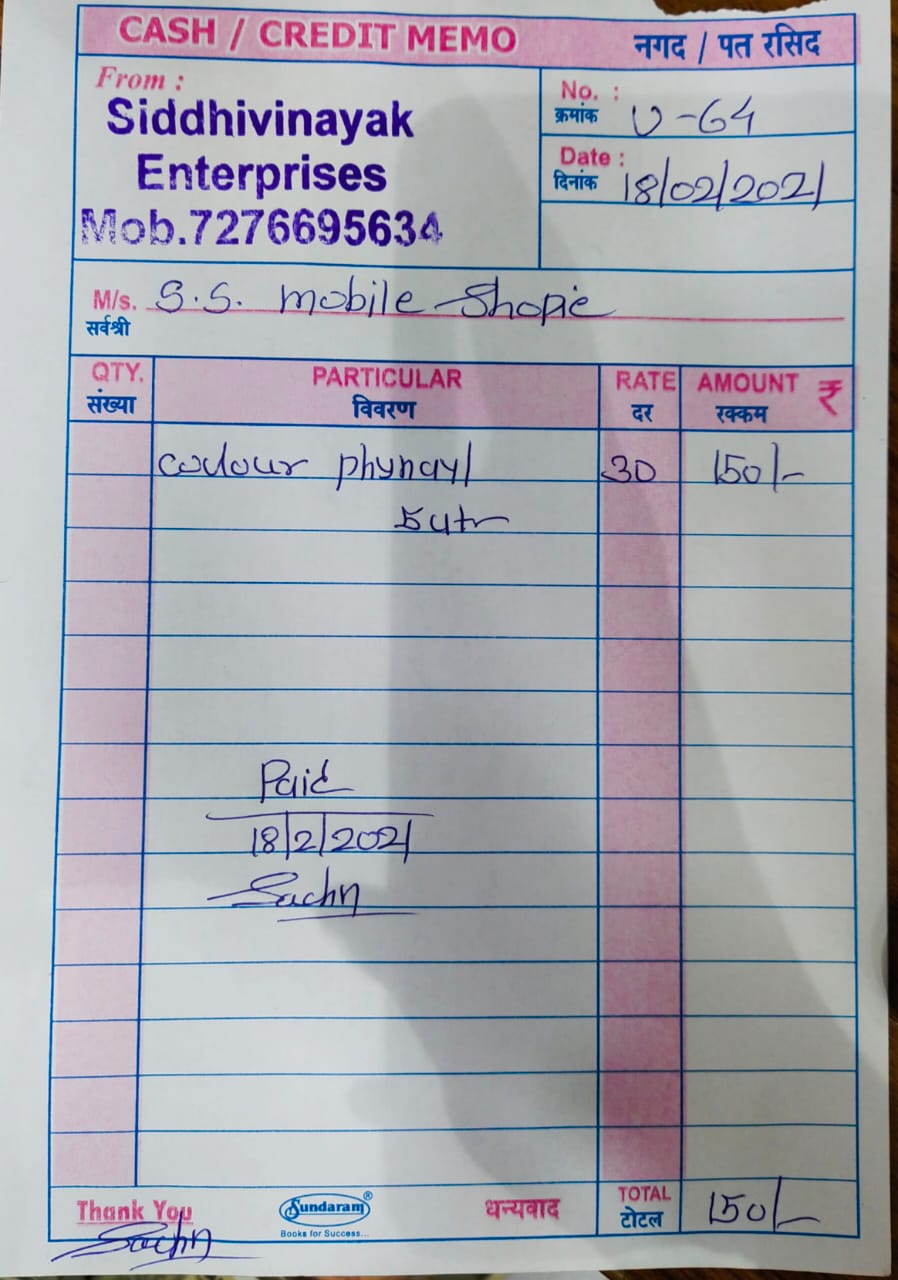 CASH / CREDIT MEMO नगद / पत रसिद
From :
Siddhivinayak
Enterprises
Mob.7276695634
No. :
क्रमांक U-64
Date :
दिनांक 18/02/2021
M/s. S.S. mobile Shopie
सर्वश्री
QTY. PARTICULAR RATE AMOUNT ₹
संख्या विवरण दर रक्कम
colour phynayl 30 150/-
5 Ltr
Paid
18/2/2021
Sachn
Thank You Sundaram® धन्यवाद TOTAL 150/-
Books for Success... टोटल
Sachn